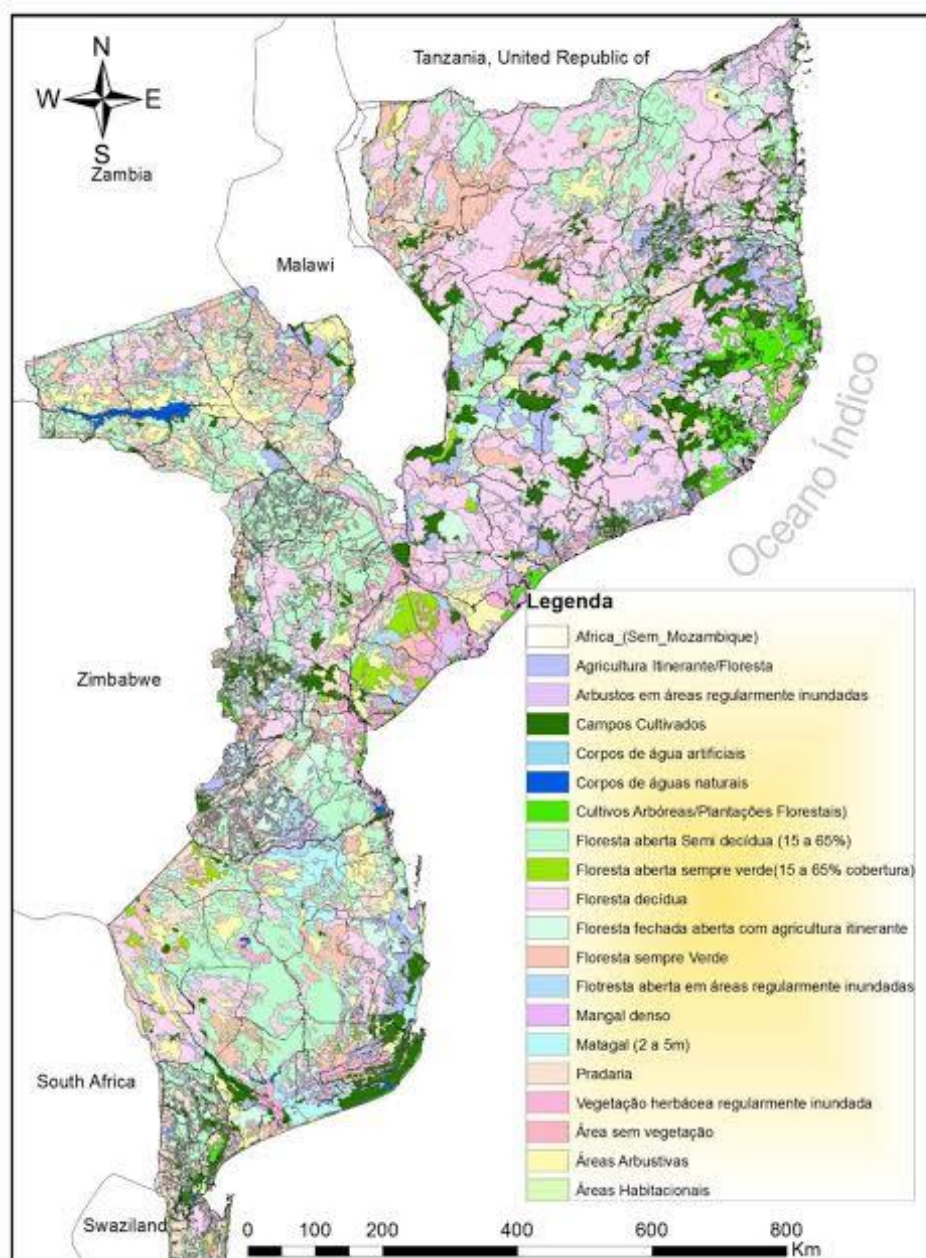 N
W E
S
Tanzania, United Republic of
Zambia
Malawi
Oceano Índico
Zimbabwe
South Africa
Swaziland
Legenda
Africa_(Sem_Mozambique)
Agricultura Itinerante/Floresta
Arbustos em áreas regularmente inundadas
Campos Cultivados
Corpos de água artificiais
Corpos de águas naturais
Cultivos Arbóreas/Plantações Florestais)
Floresta aberta Semi decídua (15 a 65%)
Floresta aberta sempre verde(15 a 65% cobertura)
Floresta decídua
Floresta fechada aberta com agricultura itinerante
Floresta sempre Verde
Flotresta aberta em áreas regularmente inundadas
Mangal denso
Matagal (2 a 5m)
Pradaria
Vegetação herbácea regularmente inundada
Área sem vegetação
Áreas Arbustivas
Áreas Habitacionais
0 100 200 400 600 800
Km